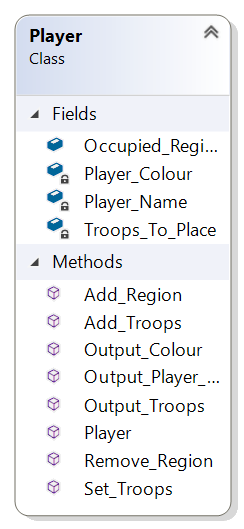 Player
Class
Fields
Occupied_Regi...
Player_Colour
Player_Name
Troops_To_Place
Methods
Add_Region
Add_Troops
Output_Colour
Output_Player_...
Output_Troops
Player
Remove_Region
Set_Troops